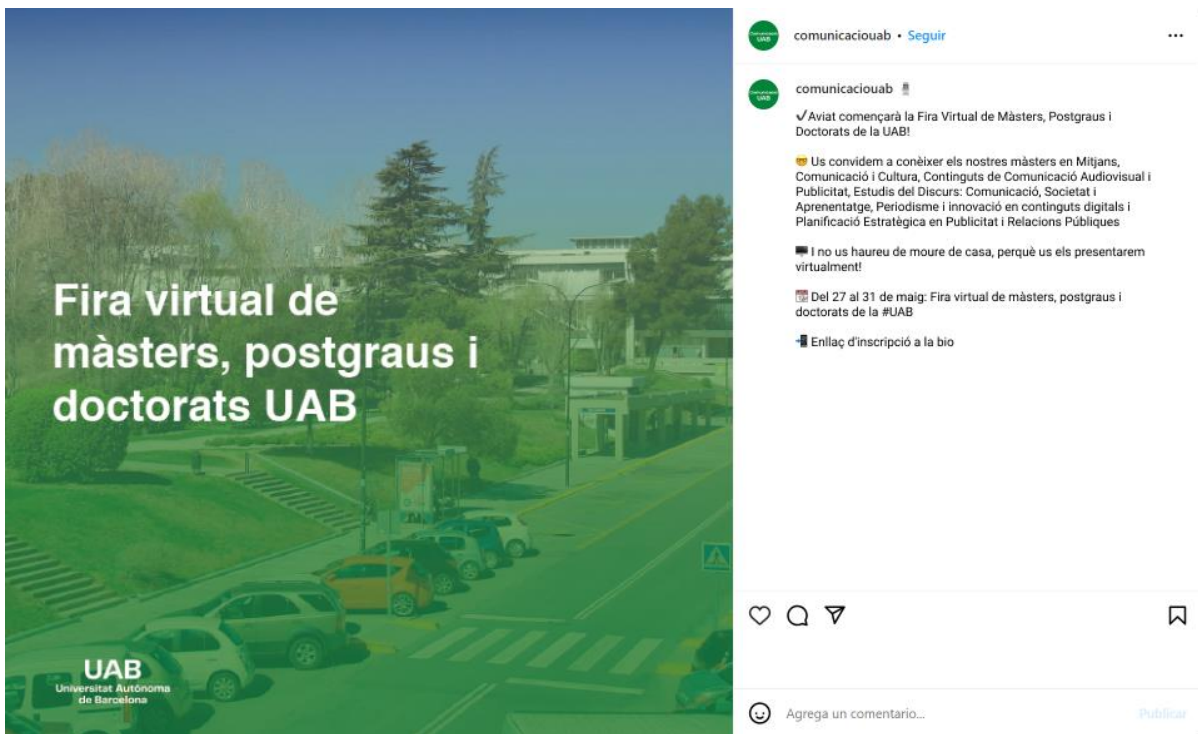 Fira virtual de
màsters, postgraus i
doctorats UAB
UAB
Universitat Autònoma
de Barcelona
comunicaciouab • Seguir
comunicaciouab
✔Aviat començarà la Fira Virtual de Màsters, Postgraus i
Doctorats de la UAB!
🤓 Us convidem a conèixer els nostres màsters en Mitjans,
Comunicació i Cultura, Continguts de Comunicació Audiovisual i
Publicitat, Estudis del Discurs: Comunicació, Societat i
Aprenentatge, Periodisme i innovació en continguts digitals i
Planificació Estratègica en Publicitat i Relacions Públiques
🖥 I no us haureu de moure de casa, perquè us els presentarem
virtualment!
📆 Del 27 al 31 de maig: Fira virtual de màsters, postgraus i
doctorats de la #UAB
📲 Enllaç d'inscripció a la bio
Agrega un comentario...
Publicar